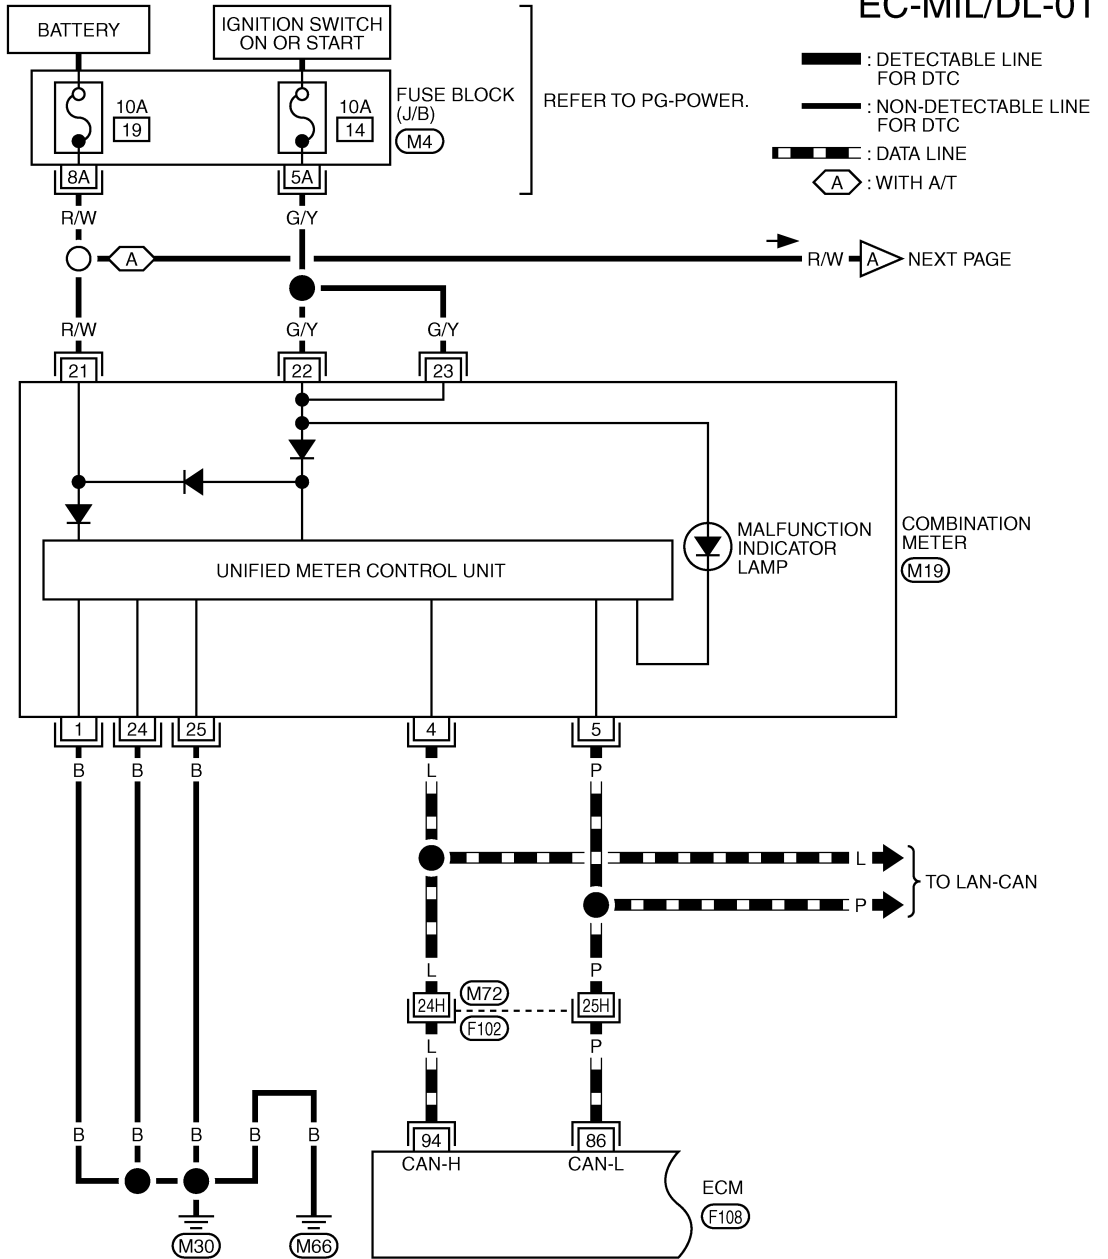 EC-MIL/DL-01
BATTERY
IGNITION SWITCH
ON OR START
: DETECTABLE LINE
FOR DTC
: NON-DETECTABLE LINE
FOR DTC
: DATA LINE
A : WITH A/T
10A
19
10A
14
FUSE BLOCK
(J/B)
M4
REFER TO PG-POWER.
8A
5A
R/W
G/Y
A
R/W
A
NEXT PAGE
R/W
G/Y
G/Y
21
22
23
MALFUNCTION
INDICATOR
LAMP
COMBINATION
METER
M19
UNIFIED METER CONTROL UNIT
1
24
25
4
5
B
B
B
L
P
L
P
TO LAN-CAN
L
P
24H
M72
F102
25H
L
P
B
B
B
B
B
94
86
CAN-H
CAN-L
ECM
F108
M30
M66